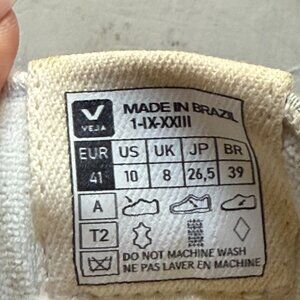 VEJA
MADE IN BRAZIL
1-IX-XXIII
EUR US UK JP BR
41 10 8 26,5 39
A
T2
DO NOT MACHINE WASH
NE PAS LAVER EN MACHINE